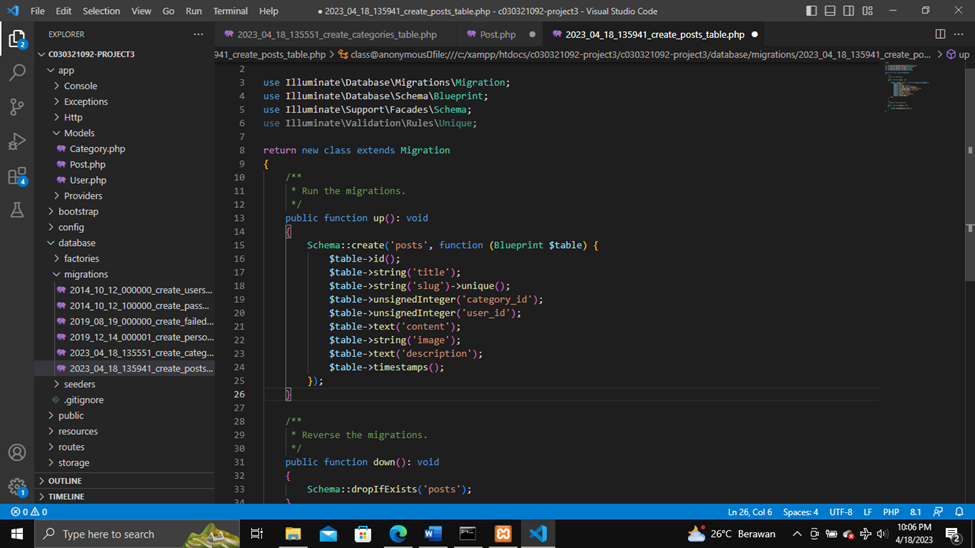 File Edit Selection View Go Run Terminal Help
● 2023_04_18_135941_create_posts_table.php - c030321092-project3 - Visual Studio Code
EXPLORER
2023_04_18_135551_create_categories_table.php
Post.php
2023_04_18_135941_create_posts_table.php
C030321092-PROJECT3
941_create_posts_table.php > class@anonymous file:///c/xampp/htdocs/c030321092-project3/c030321092-project3/database/migrations/2023_04_18_135941_create_po... > up
app
Console
Exceptions
Http
Models
Category.php
Post.php
User.php
Providers
bootstrap
config
database
factories
migrations
2014_10_12_000000_create_users...
2014_10_12_100000_create_pass...
2019_08_19_000000_create_failed...
2019_12_14_000001_create_perso...
2023_04_18_135551_create_categ...
2023_04_18_135941_create_posts...
seeders
.gitignore
public
resources
routes
storage
OUTLINE
TIMELINE
2
4
1
2
3 use Illuminate\Database\Migrations\Migration;
4 use Illuminate\Database\Schema\Blueprint;
5 use Illuminate\Support\Facades\Schema;
6 use Illuminate\Validation\Rules\Unique;
7
8 return new class extends Migration
9 {
10 /**
11 * Run the migrations.
12 */
13 public function up(): void
14 {
15 Schema::create('posts', function (Blueprint $table) {
16 $table->id();
17 $table->string('title');
18 $table->string('slug')->unique();
19 $table->unsignedInteger('category_id');
20 $table->unsignedInteger('user_id');
21 $table->text('content');
22 $table->string('image');
23 $table->text('description');
24 $table->timestamps();
25 });
26 }
27
28 /**
29 * Reverse the migrations.
30 */
31 public function down(): void
32 {
33 Schema::dropIfExists('posts');
34 }
0 0
Ln 26, Col 6 Spaces: 4 UTF-8 LF PHP 8.1
Type here to search
26°C Berawan
10:06 PM
4/18/2023
2